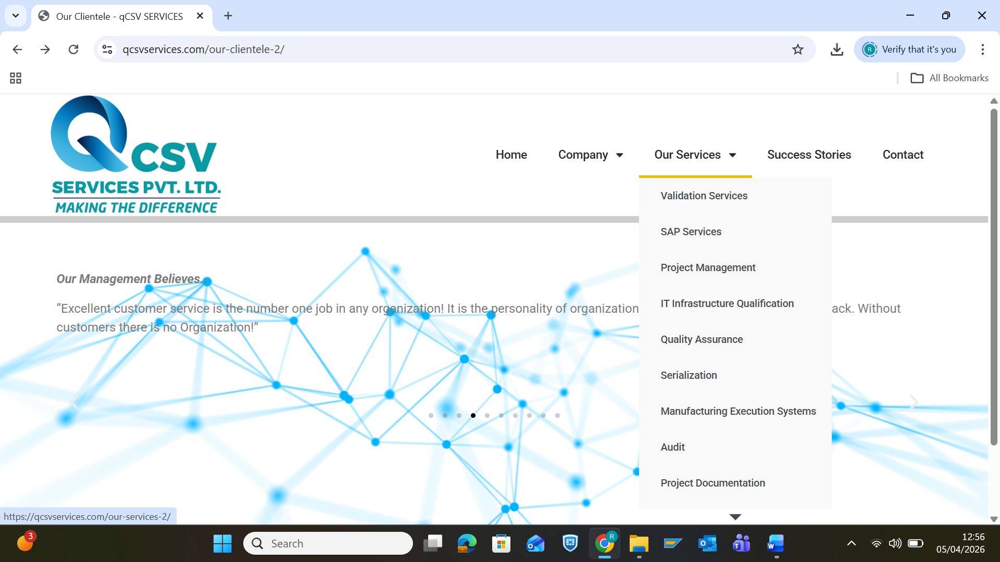 Our Clientele - qCSV SERVICES
qcsvservices.com/our-clientele-2/
R
Verify that it's you
All Bookmarks
QCSV
SERVICES PVT. LTD.
MAKING THE DIFFERENCE
Home
Company
Our Services
Success Stories
Contact
Validation Services
SAP Services
Project Management
IT Infrastructure Qualification
Quality Assurance
Serialization
Manufacturing Execution Systems
Audit
Project Documentation
Our Management Believes..
“Excellent customer service is the number one job in any organization! It is the personality of organization ack. Without
customers there is no Organization!”
https://qcsvservices.com/our-services-2/
3
Search
R
12:56
05/04/2026